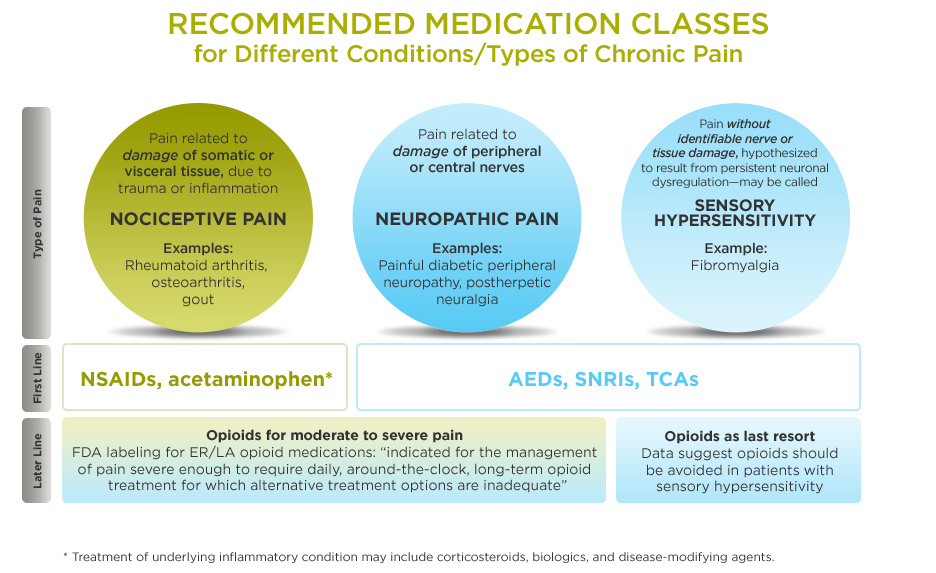 RECOMMENDED MEDICATION CLASSES
for Different Conditions/Types of Chronic Pain
Type of Pain
Pain related to
damage of somatic or
visceral tissue, due to
trauma or inflammation
NOCICEPTIVE PAIN
Examples:
Rheumatoid arthritis,
osteoarthritis,
gout
Pain related to
damage of peripheral
or central nerves
NEUROPATHIC PAIN
Examples:
Painful diabetic peripheral
neuropathy, postherpetic
neuralgia
Pain without
identifiable nerve or
tissue damage, hypothesized
to result from persistent neuronal
dysregulation—may be called
SENSORY
HYPERSENSITIVITY
Example:
Fibromyalgia
First Line
NSAIDs, acetaminophen*
AEDs, SNRIs, TCAs
Later Line
Opioids for moderate to severe pain
FDA labeling for ER/LA opioid medications: “indicated for the management
of pain severe enough to require daily, around-the-clock, long-term opioid
treatment for which alternative treatment options are inadequate”
Opioids as last resort
Data suggest opioids should
be avoided in patients with
sensory hypersensitivity
* Treatment of underlying inflammatory condition may include corticosteroids, biologics, and disease-modifying agents.